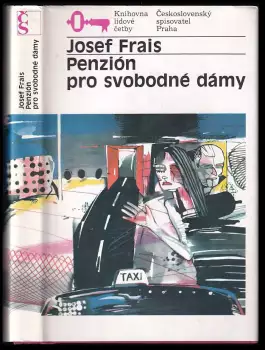 Knihovna
lidové
četby
Československý
spisovatel
Praha
Josef Frais
Penzión
pro svobodné dámy
TAXI
Josef Frais
Penzión
pro svobodné dámy